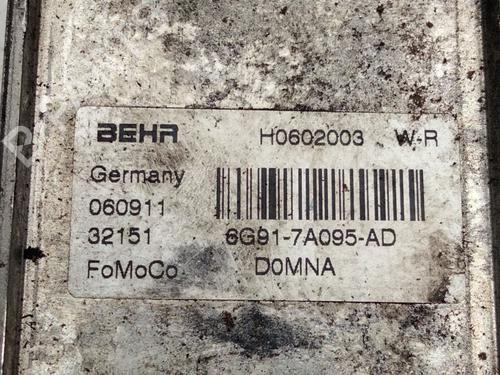 BEHR H0602003 W-R
Germany
060911
32151 6G91-7A095-AD
FoMoCo D0MNA